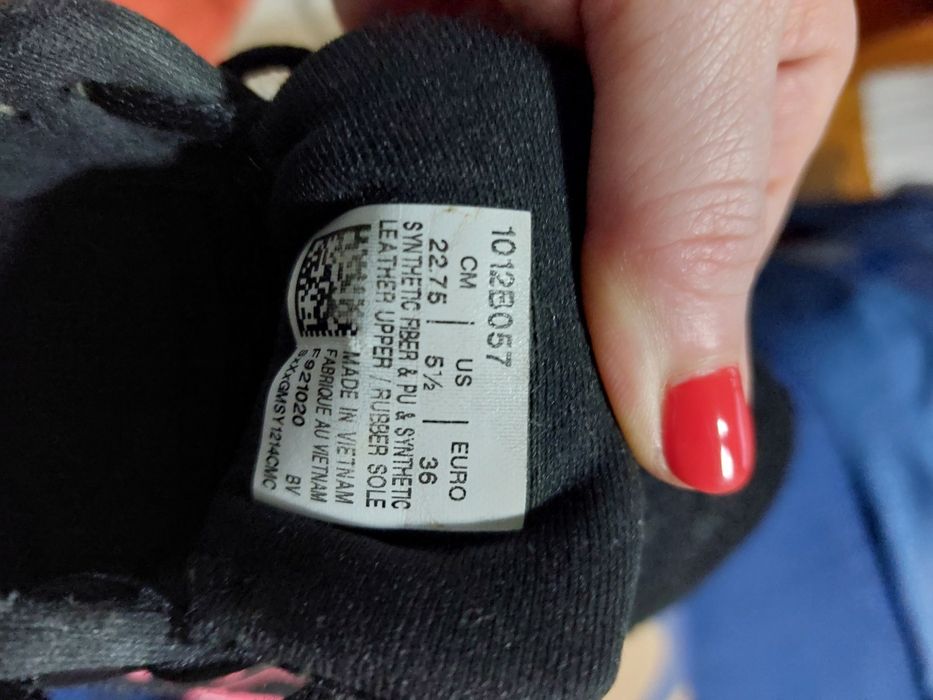 1012B057
CM | US | EURO
22.75 | 5½ | 36
SYNTHETIC FIBER & PU & SYNTHETIC
LEATHER UPPER / RUBBER SOLE
MADE IN VIETNAM
FABRIQUE AU VIETNAM
F921020 BV